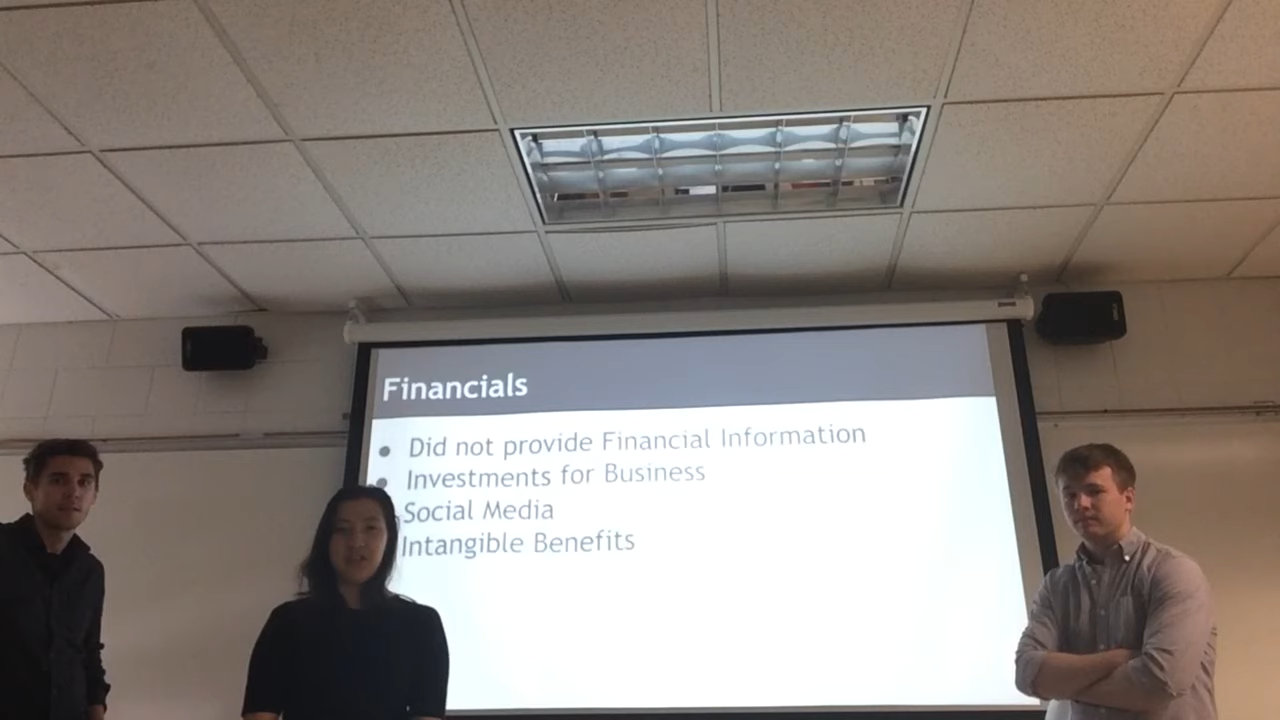 Financials
Did not provide Financial Information
Investments for Business
Social Media
Intangible Benefits